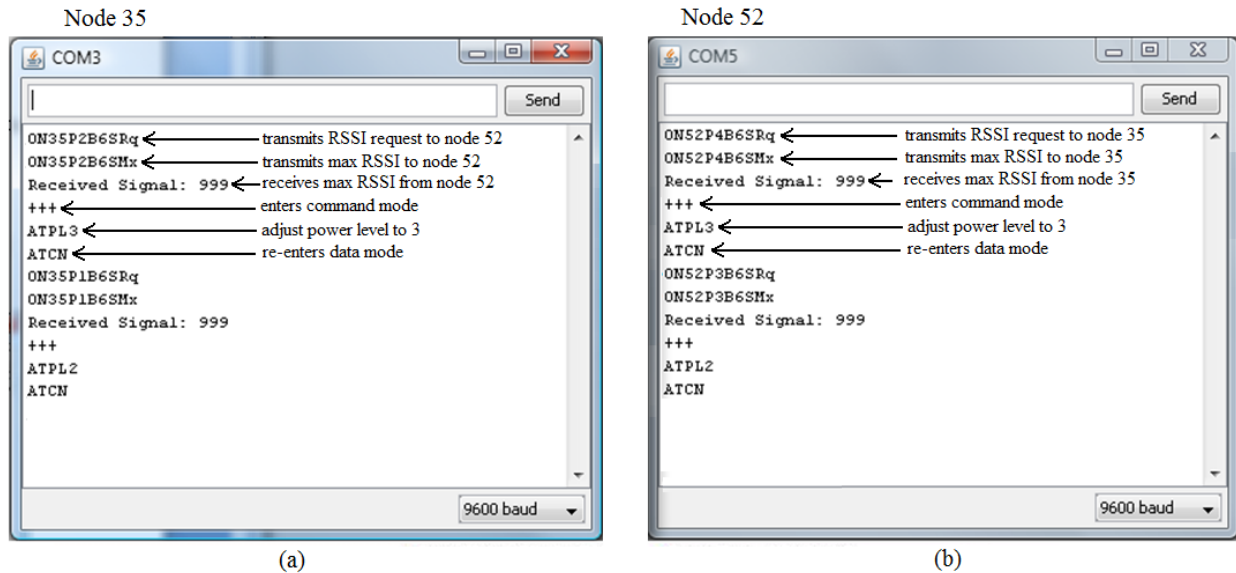 Node 35
COM3
Send
0N35P2B6SRq transmits RSSI request to node 52
0N35P2B6SMx transmits max RSSI to node 52
Received Signal: 999 receives max RSSI from node 52
+++ enters command mode
ATPL3 adjust power level to 3
ATCN re-enters data mode
0N35P1B6SRq
0N35P1B6SMx
Received Signal: 999
+++
ATPL2
ATCN
9600 baud
(a)
Node 52
COM5
Send
0N52P4B6SRq transmits RSSI request to node 35
0N52P4B6SMx transmits max RSSI to node 35
Received Signal: 999 receives max RSSI from node 35
+++ enters command mode
ATPL3 adjust power level to 3
ATCN re-enters data mode
0N52P3B6SRq
0N52P3B6SMx
Received Signal: 999
+++
ATPL2
ATCN
9600 baud
(b)